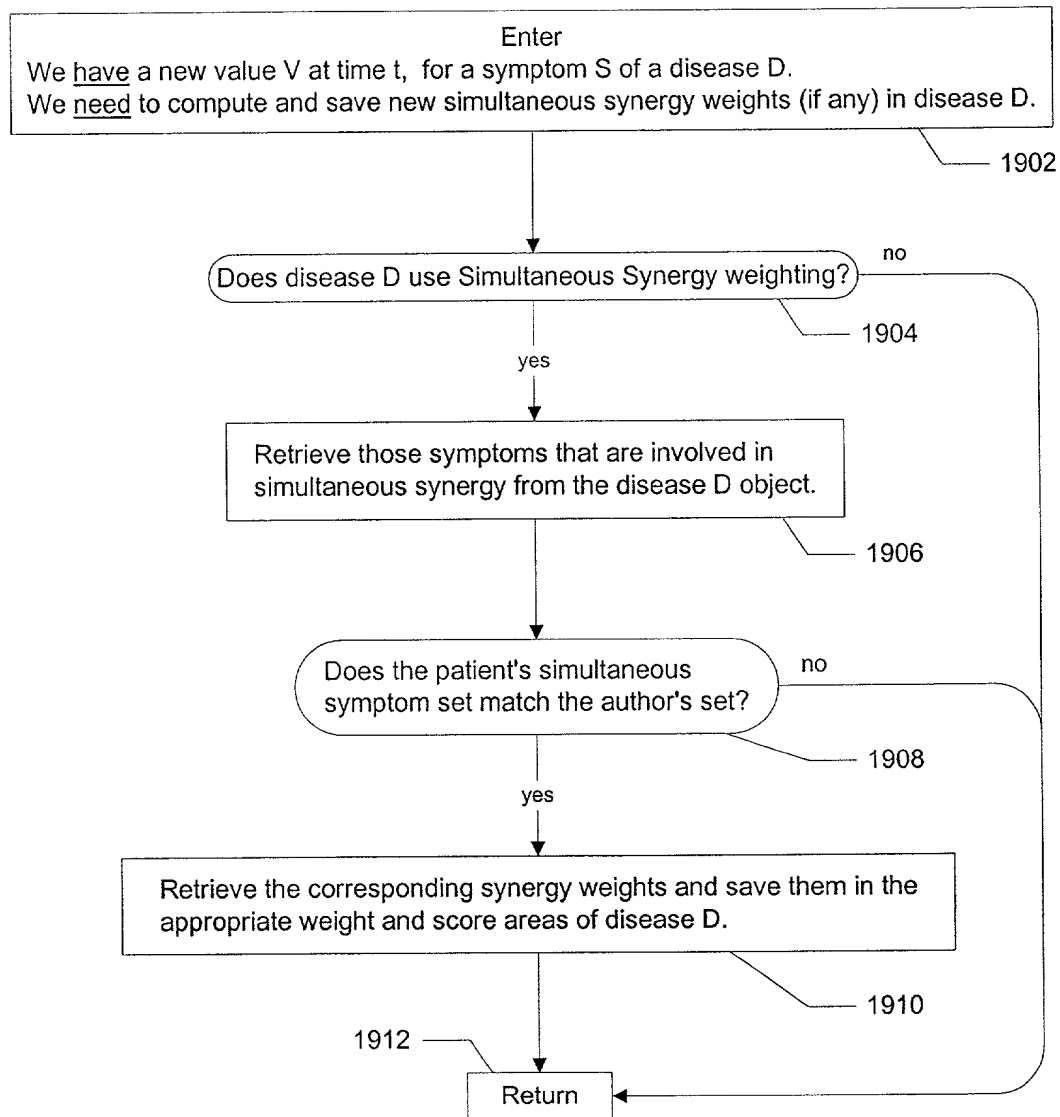 Enter
We have a new value V at time t, for a symptom S of a disease D.
We need to compute and save new simultaneous synergy weights (if any) in disease D.
1902
Does disease D use Simultaneous Synergy weighting?
no
1904
yes
Retrieve those symptoms that are involved in
simultaneous synergy from the disease D object.
1906
Does the patient's simultaneous
symptom set match the author's set?
no
1908
yes
Retrieve the corresponding synergy weights and save them in the
appropriate weight and score areas of disease D.
1910
1912
Return